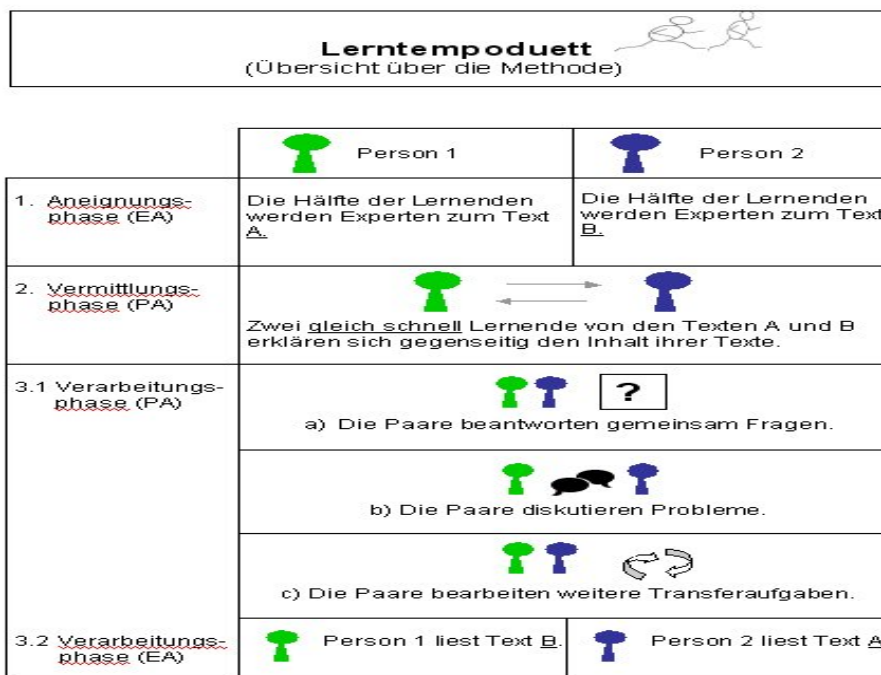 Lerntempoduett
(Übersicht über die Methode)
Person 1
Person 2
1. Aneignungs-
phase (EA)
Die Hälfte der Lernenden
werden Experten zum Text
A.
Die Hälfte der Lernenden
werden Experten zum Text
B.
2. Vermittlungs-
phase (PA)
Zwei gleich schnell Lernende von den Texten A und B
erklären sich gegenseitig den Inhalt ihrer Texte.
3.1 Verarbeitungs-
phase (PA)
?
a) Die Paare beantworten gemeinsam Fragen.
b) Die Paare diskutieren Probleme.
c) Die Paare bearbeiten weitere Transferaufgaben.
3.2 Verarbeitungs-
phase (EA)
Person 1 liest Text B.
Person 2 liest Text A